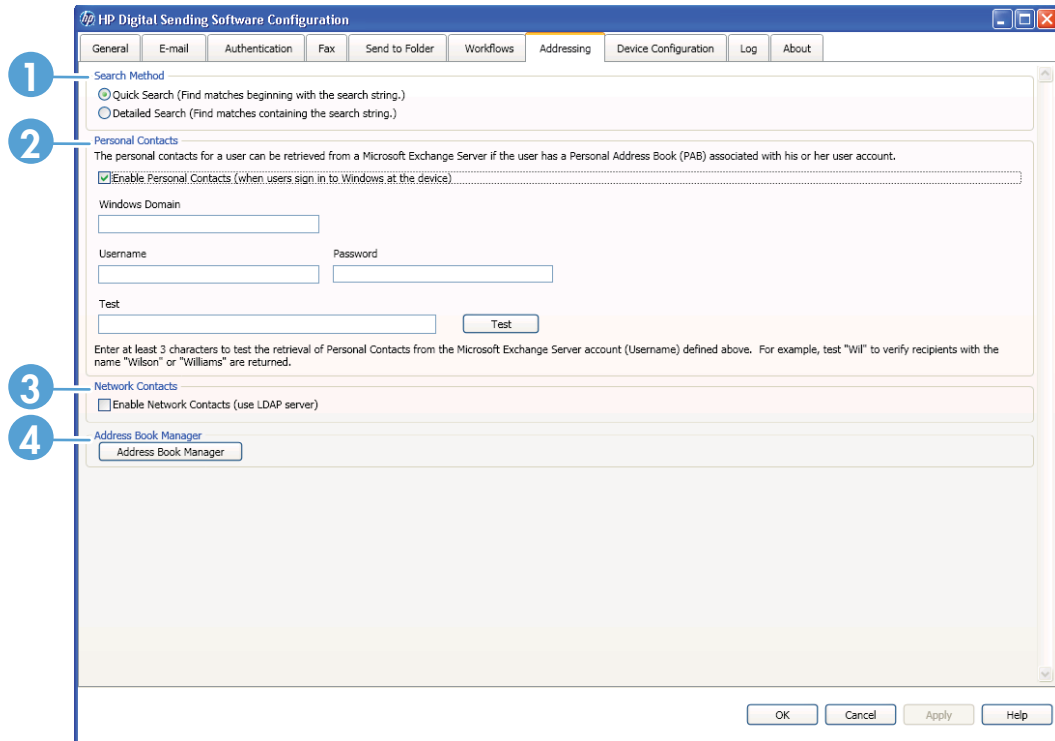 hp HP Digital Sending Software Configuration
General E-mail Authentication Fax Send to Folder Workflows Addressing Device Configuration Log About
1 Search Method
Quick Search (Find matches beginning with the search string.)
Detailed Search (Find matches containing the search string.)
2 Personal Contacts
The personal contacts for a user can be retrieved from a Microsoft Exchange Server if the user has a Personal Address Book (PAB) associated with his or her user account.
Enable Personal Contacts (when users sign in to Windows at the device)
Windows Domain
Username Password
Test
Test
Enter at least 3 characters to test the retrieval of Personal Contacts from the Microsoft Exchange Server account (Username) defined above. For example, test "Wil" to verify recipients with the
name "Wilson" or "Williams" are returned.
3 Network Contacts
Enable Network Contacts (use LDAP server)
4 Address Book Manager
Address Book Manager
OK Cancel Apply Help